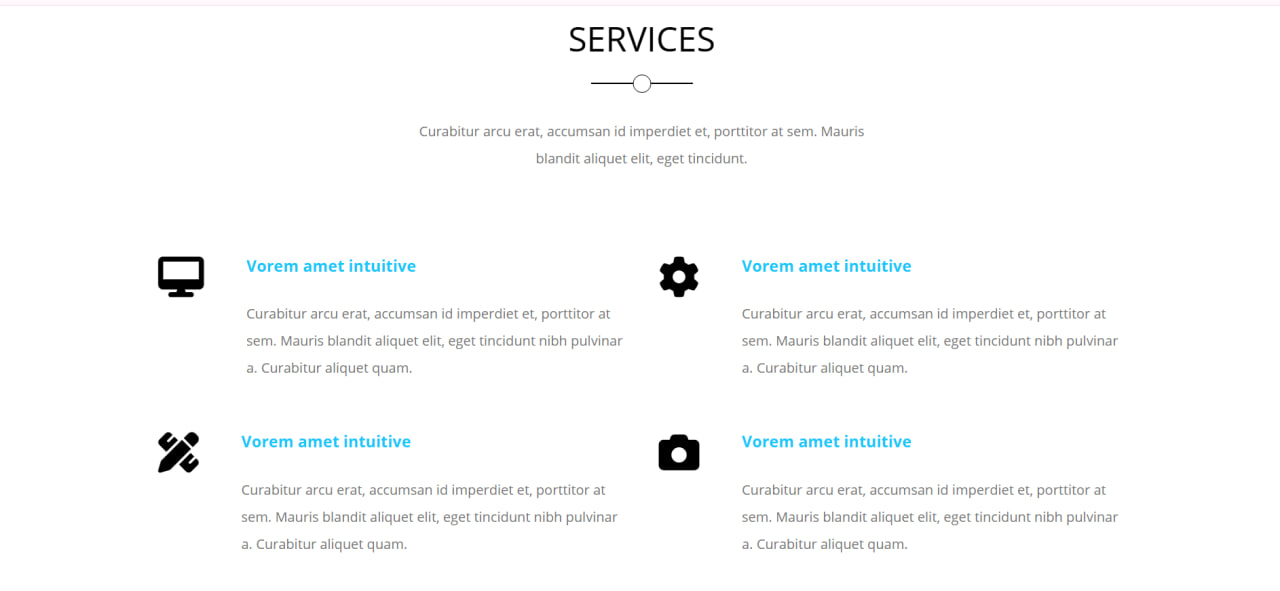 SERVICES
Curabitur arcu erat, accumsan id imperdiet et, porttitor at sem. Mauris
blandit aliquet elit, eget tincidunt.
Vorem amet intuitive
Curabitur arcu erat, accumsan id imperdiet et, porttitor at
sem. Mauris blandit aliquet elit, eget tincidunt nibh pulvinar
a. Curabitur aliquet quam.
Vorem amet intuitive
Curabitur arcu erat, accumsan id imperdiet et, porttitor at
sem. Mauris blandit aliquet elit, eget tincidunt nibh pulvinar
a. Curabitur aliquet quam.
Vorem amet intuitive
Curabitur arcu erat, accumsan id imperdiet et, porttitor at
sem. Mauris blandit aliquet elit, eget tincidunt nibh pulvinar
a. Curabitur aliquet quam.
Vorem amet intuitive
Curabitur arcu erat, accumsan id imperdiet et, porttitor at
sem. Mauris blandit aliquet elit, eget tincidunt nibh pulvinar
a. Curabitur aliquet quam.